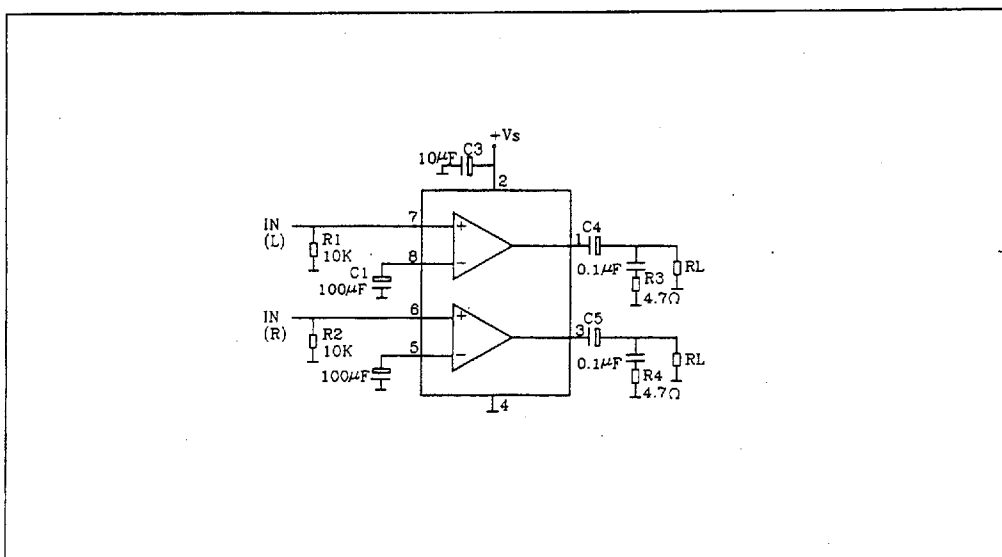 +Vs
C3
10µF
2
IN
(L)
7
R1
10K
8
C1
100µF
+
−
1
C4
0.1µF
R3
4.7Ω
RL
IN
(R)
6
R2
10K
5
100µF
+
−
3
C5
0.1µF
R4
4.7Ω
RL
4